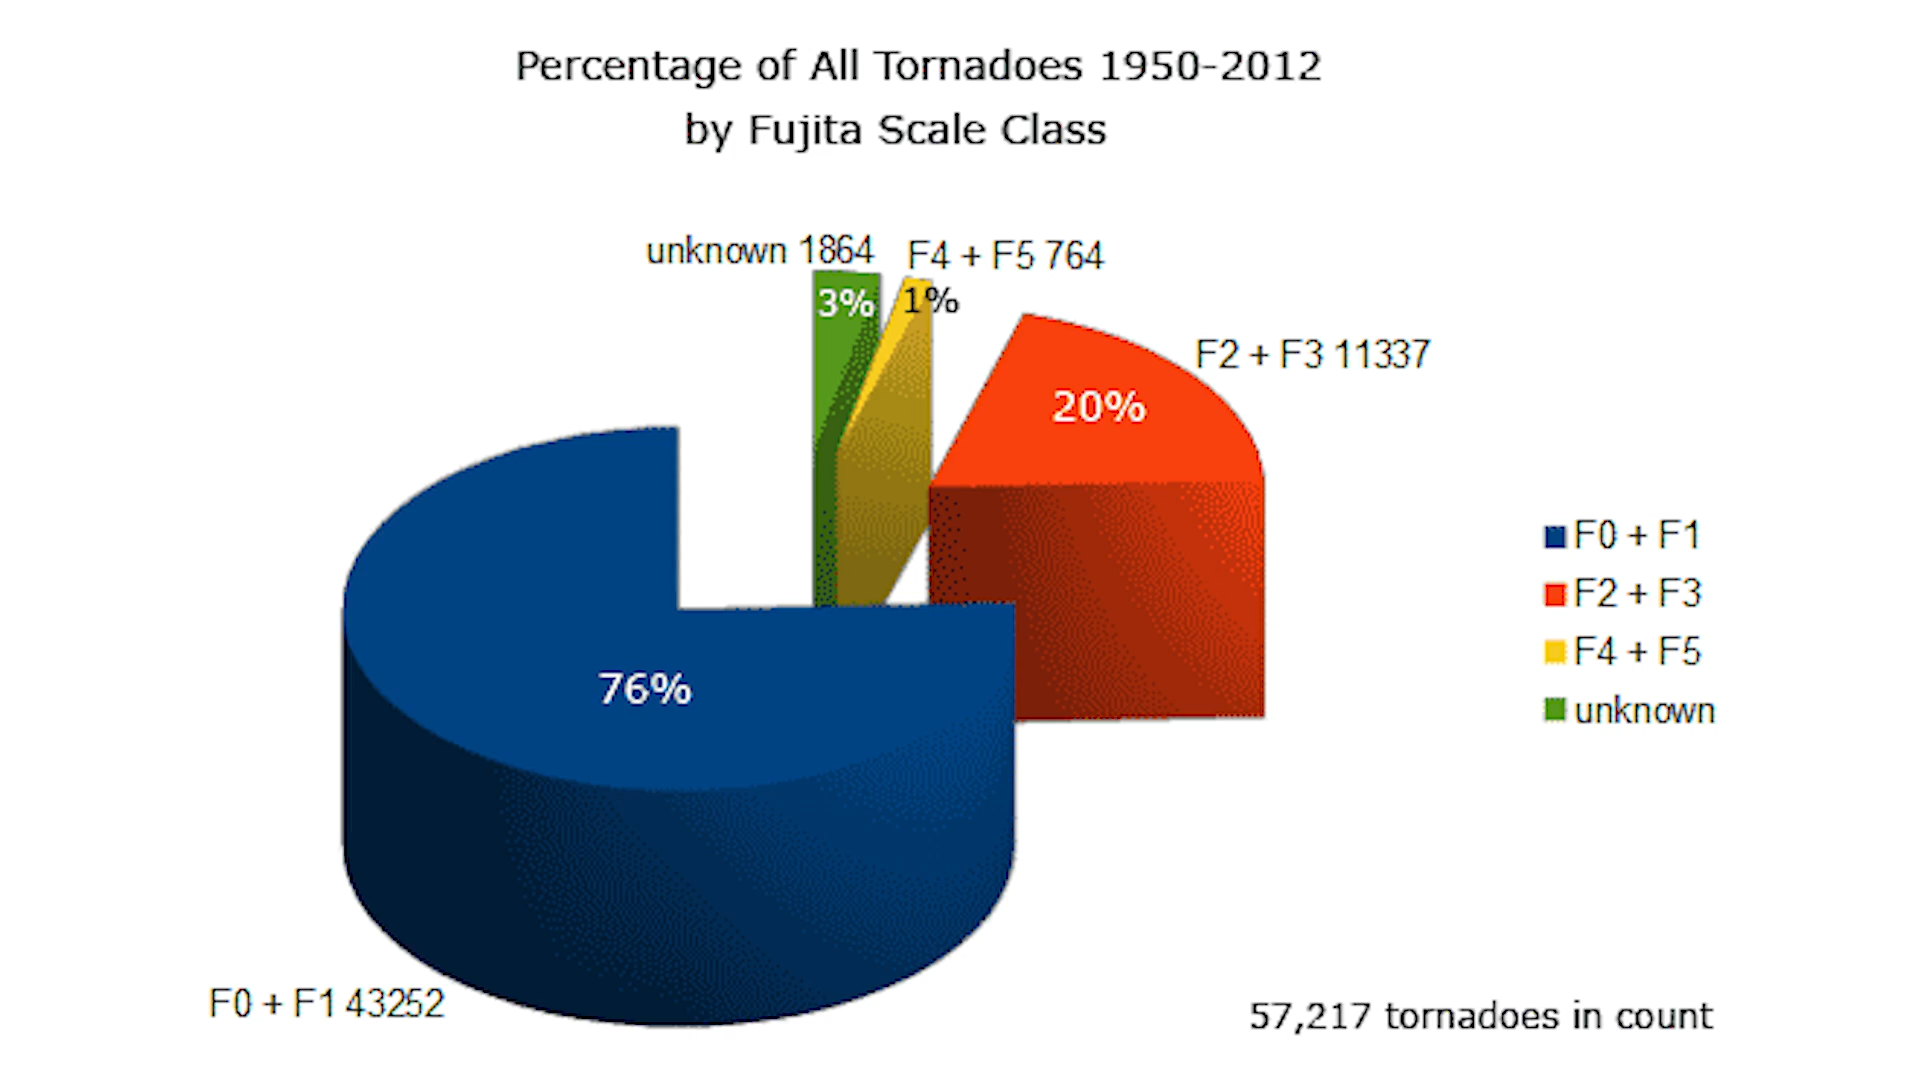 Percentage of All Tornadoes 1950-2012
by Fujita Scale Class
unknown 1864
F4 + F5 764
3%
1%
F2 + F3 11337
20%
76%
F0 + F1
F2 + F3
F4 + F5
unknown
F0 + F1 43252
57,217 tornadoes in count